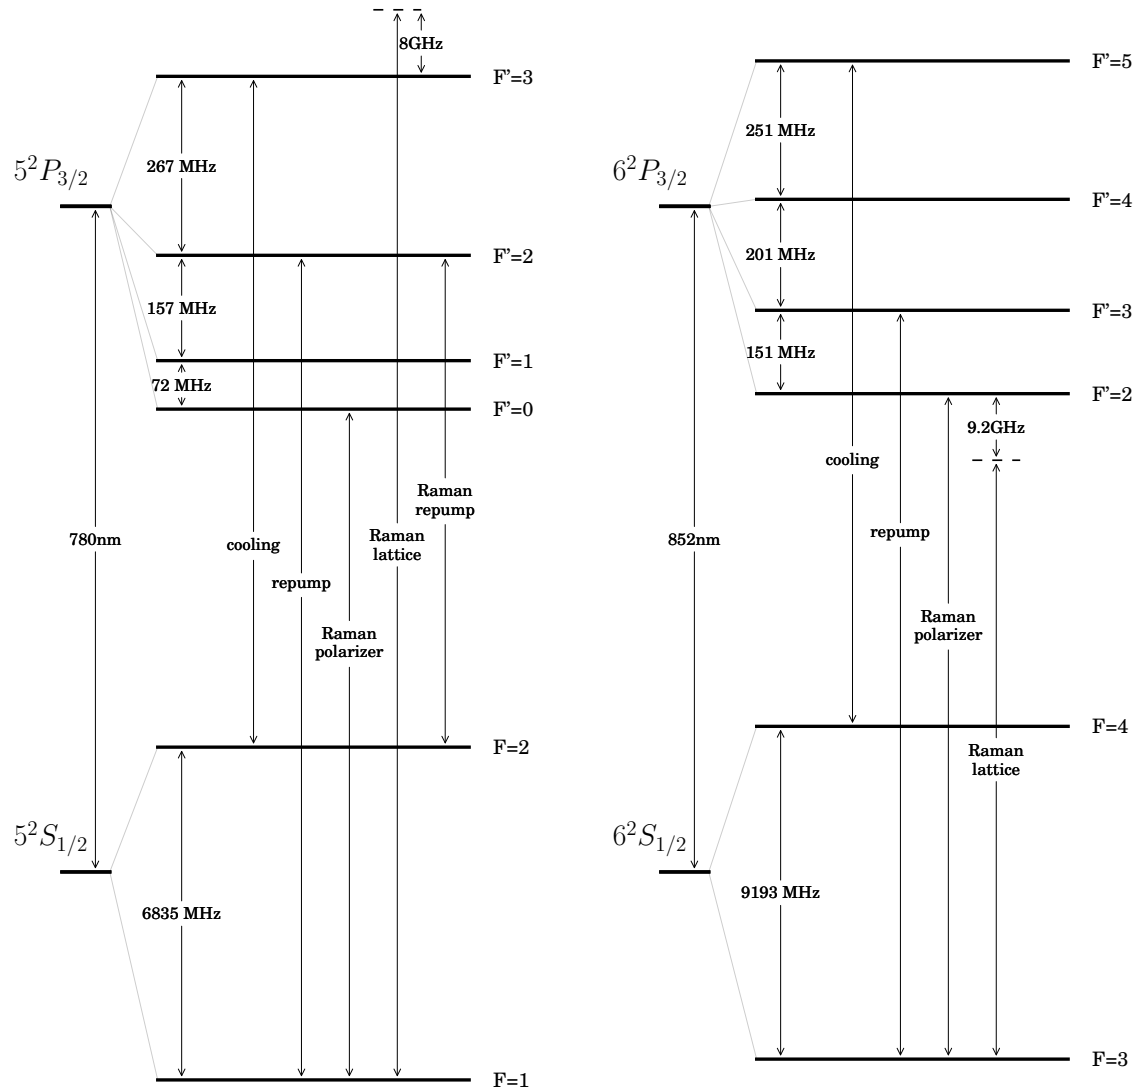 8GHz
F'=3
267 MHz
5²P₃/₂
F'=2
157 MHz
F'=1
72 MHz
F'=0
Raman
repump
780nm
cooling
Raman
lattice
repump
Raman
polarizer
F=2
5²S₁/₂
6835 MHz
F=1
F'=5
251 MHz
6²P₃/₂
F'=4
201 MHz
F'=3
151 MHz
F'=2
9.2GHz
cooling
repump
852nm
Raman
polarizer
F=4
Raman
lattice
6²S₁/₂
9193 MHz
F=3